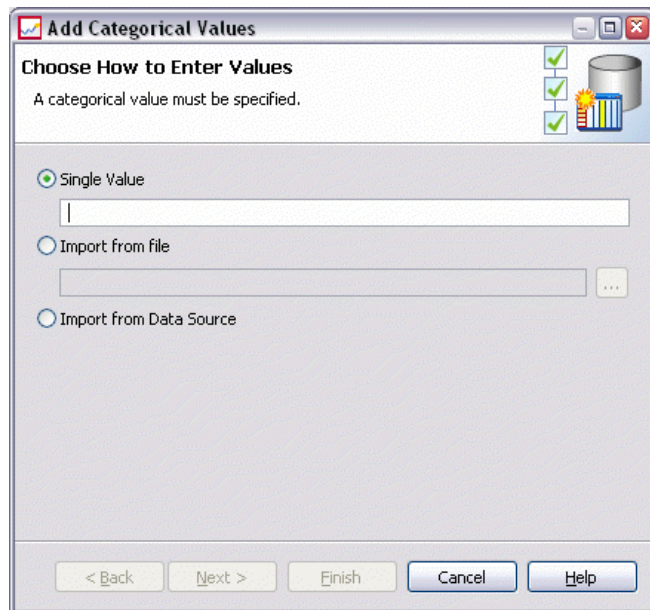 Add Categorical Values
Choose How to Enter Values
A categorical value must be specified.
Single Value
Import from file
...
Import from Data Source
< Back Next > Finish Cancel Help